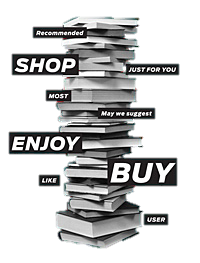 Recommended
SHOP
JUST FOR YOU
MOST
May we suggest
ENJOY
BUY
LIKE
USER